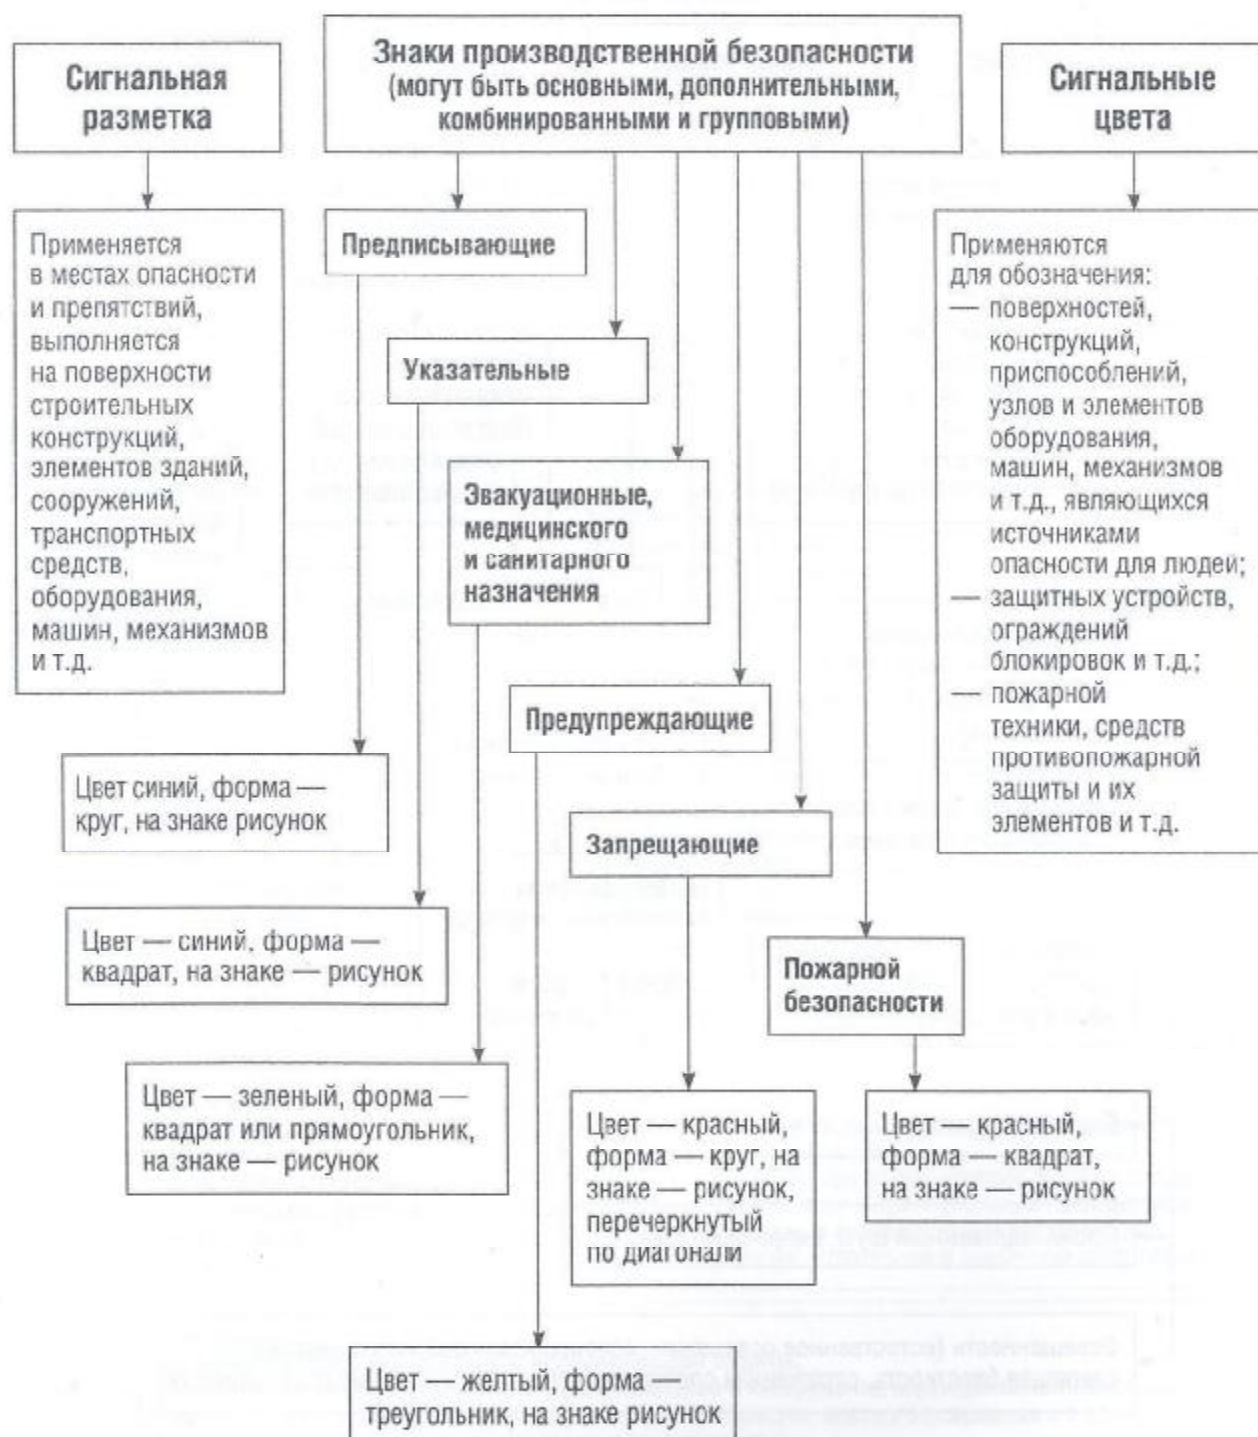 Сигнальная
разметка
Знаки производственной безопасности
(могут быть основными, дополнительными,
комбинированными и групповыми)
Сигнальные
цвета
Применяется
в местах опасности
и препятствий,
выполняется
на поверхности
строительных
конструкций,
элементов зданий,
сооружений,
транспортных
средств,
оборудования,
машин, механизмов
и т.д.
Предписывающие
Указательные
Эвакуационные,
медицинского
и санитарного
назначения
Предупреждающие
Запрещающие
Пожарной
безопасности
Применяются
для обозначения:
— поверхностей,
конструкций,
приспособлений,
узлов и элементов
оборудования,
машин, механизмов
и т.д., являющихся
источниками
опасности для людей;
— защитных устройств,
ограждений
блокировок и т.д.;
— пожарной
техники, средств
противопожарной
защиты и их
элементов и т.д.
Цвет синий, форма —
круг, на знаке рисунок
Цвет — синий, форма —
квадрат, на знаке — рисунок
Цвет — зеленый, форма —
квадрат или прямоугольник,
на знаке — рисунок
Цвет — красный,
форма — круг, на
знаке — рисунок,
перечеркнутый
по диагонали
Цвет — красный,
форма — квадрат,
на знаке — рисунок
Цвет — желтый, форма —
треугольник, на знаке рисунок